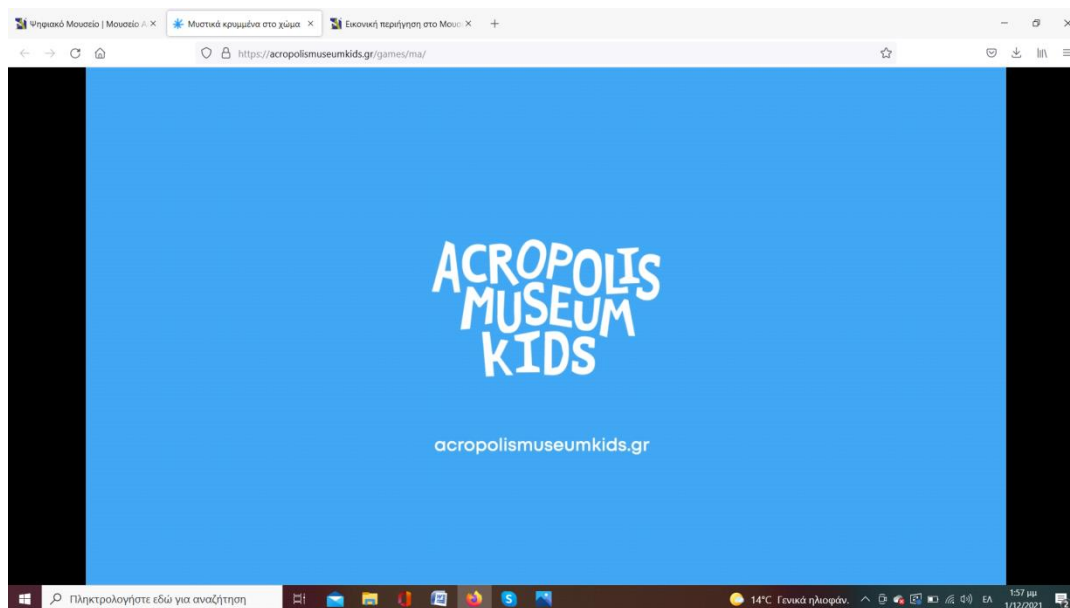 Ψηφιακό Μουσείο | Μουσείο Α
Μυστικά κρυμμένα στο χώμα
Εικονική περιήγηση στο Μουσ
https://acropolismuseumkids.gr/games/ma/
ACROPOLIS
MUSEUM
KIDS
acropolismuseumkids.gr
Πληκτρολογήστε εδώ για αναζήτηση
14°C Γενικά ηλιοφάν.
ΕΛ
1:57 μμ
1/12/2021